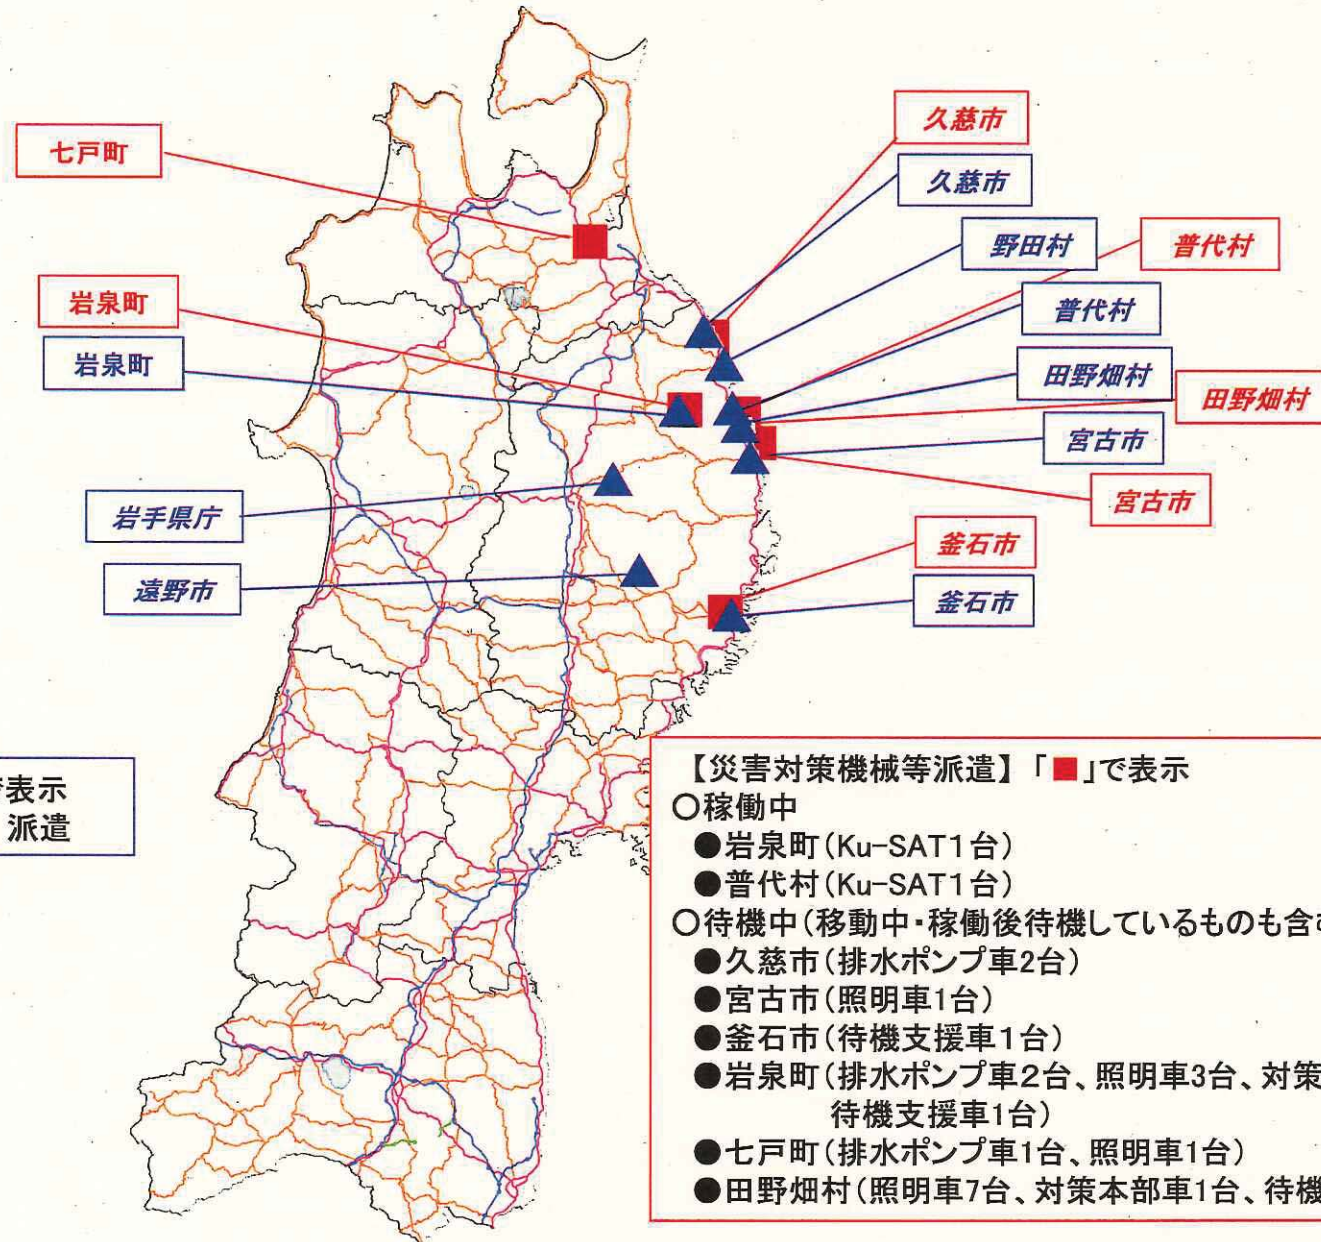 久慈市
七戸町
久慈市
野田村
普代村
岩泉町
普代村
岩泉町
田野畑村
田野畑村
宮古市
岩手県庁
宮古市
釜石市
遠野市
釜石市
表示
派遣
【災害対策機械等派遣】「■」で表示
○稼働中
●岩泉町(Ku-SAT1台)
●普代村(Ku-SAT1台)
○待機中(移動中・稼働後待機しているものも含
●久慈市(排水ポンプ車2台)
●宮古市(照明車1台)
●釜石市(待機支援車1台)
●岩泉町(排水ポンプ車2台、照明車3台、対策
待機支援車1台)
●七戸町(排水ポンプ車1台、照明車1台)
●田野畑村(照明車7台、対策本部車1台、待機